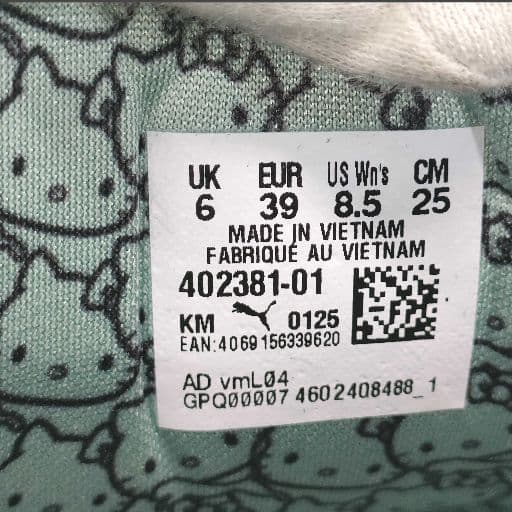 UK EUR US Wn's CM
6 39 8.5 25
MADE IN VIETNAM
FABRIQUÉ AU VIETNAM
402381-01
KM 0125
EAN:4069156339620
AD vmL04
GPQ00007 4602408488_1